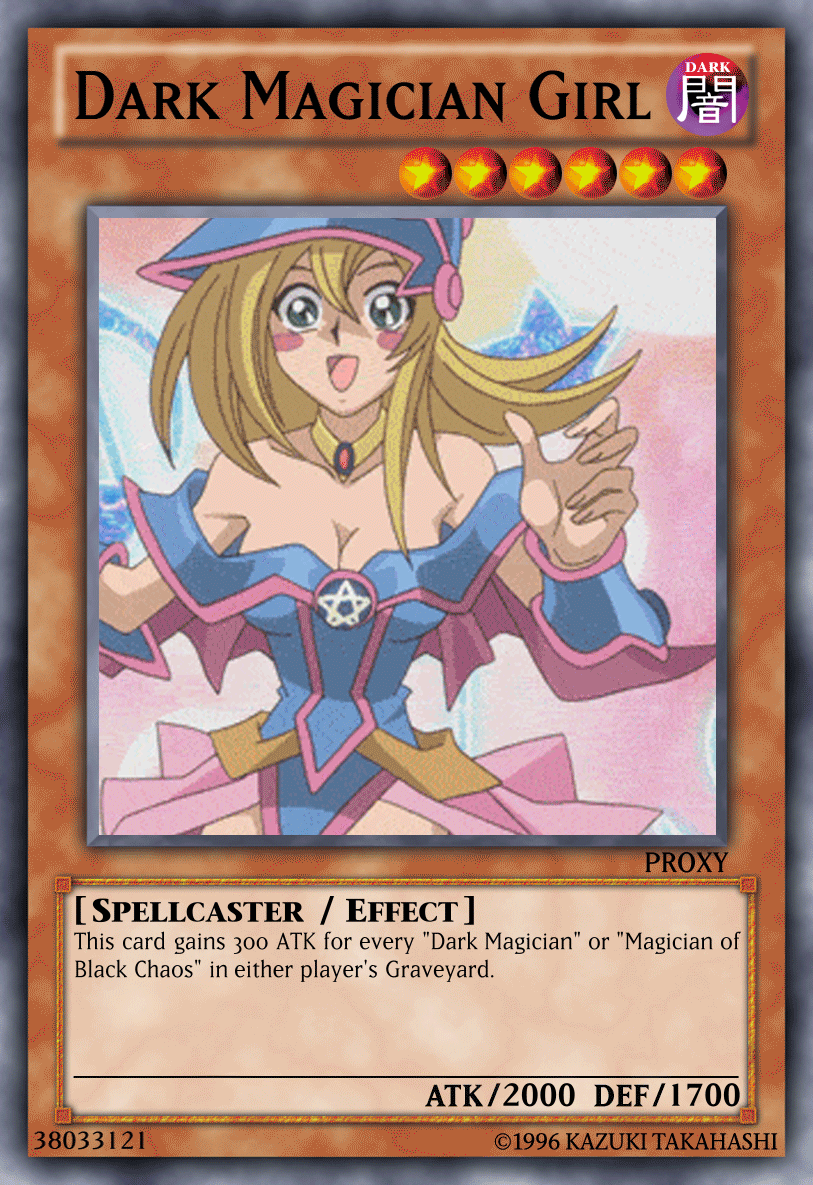 Dark Magician Girl
DARK
闇
PROXY
[ Spellcaster / Effect ]
This card gains 300 ATK for every "Dark Magician" or "Magician of
Black Chaos" in either player's Graveyard.
ATK/2000 DEF/1700
38033121 ©1996 KAZUKI TAKAHASHI